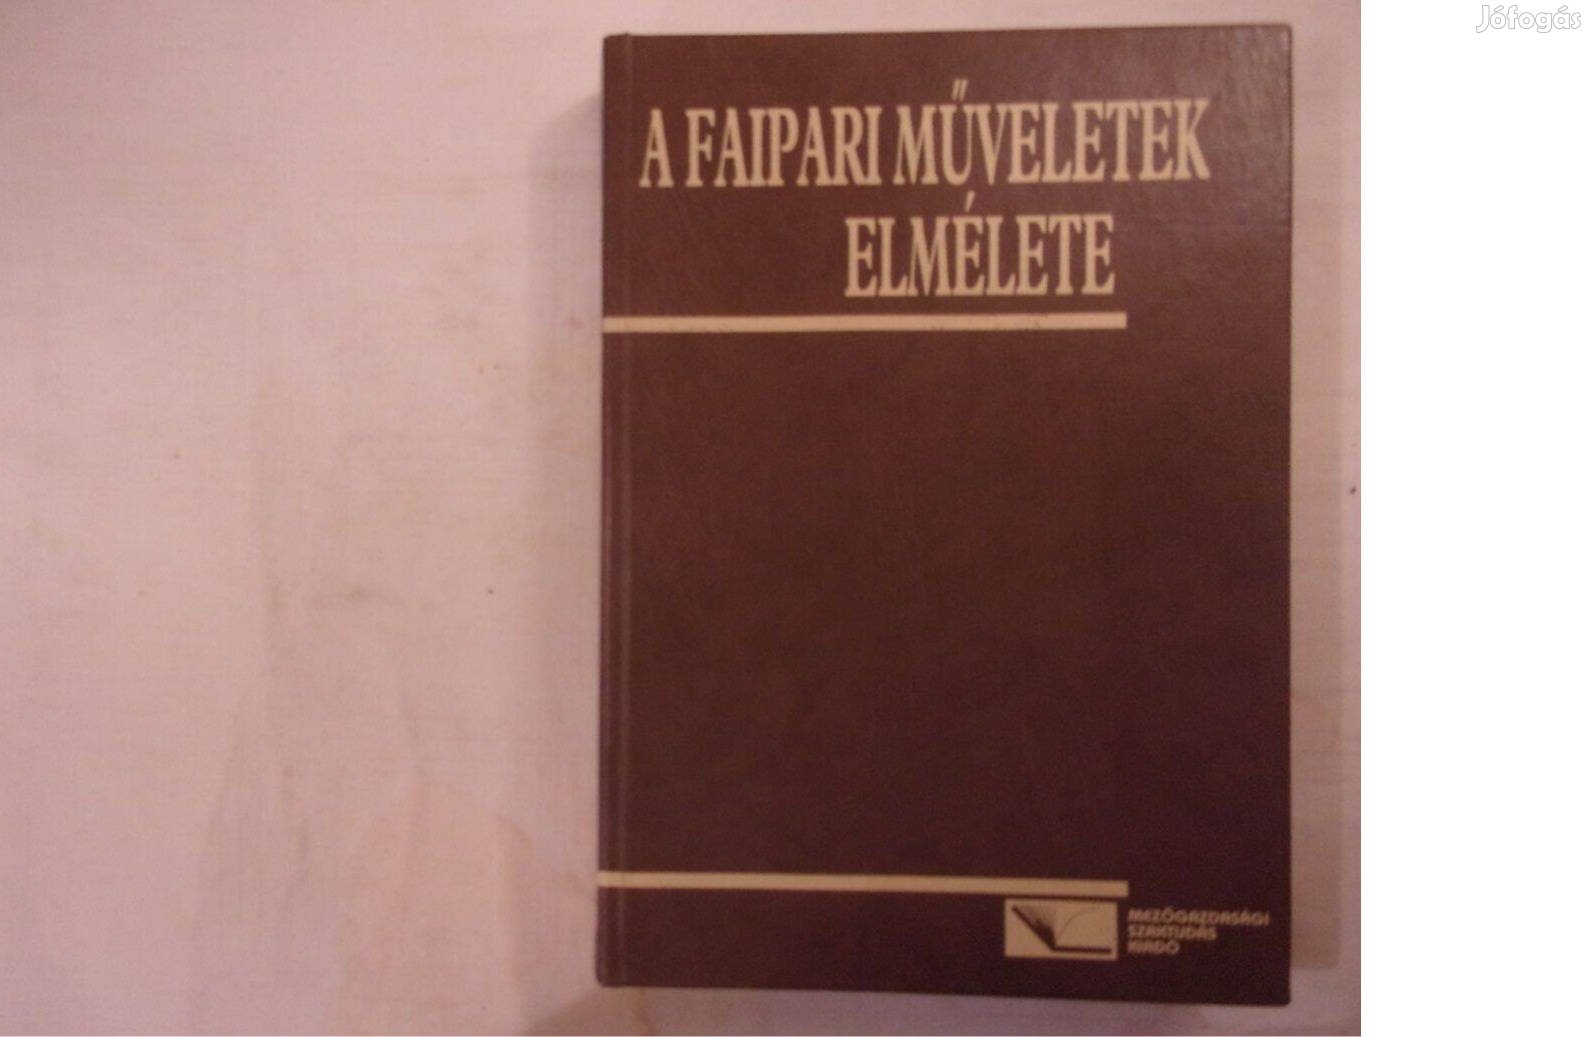 Jófogás
A FAIPARI MŰVELETEK
ELMÉLETE
MEZŐGAZDASÁGI
SZAKTUDÁS
KIADÓ